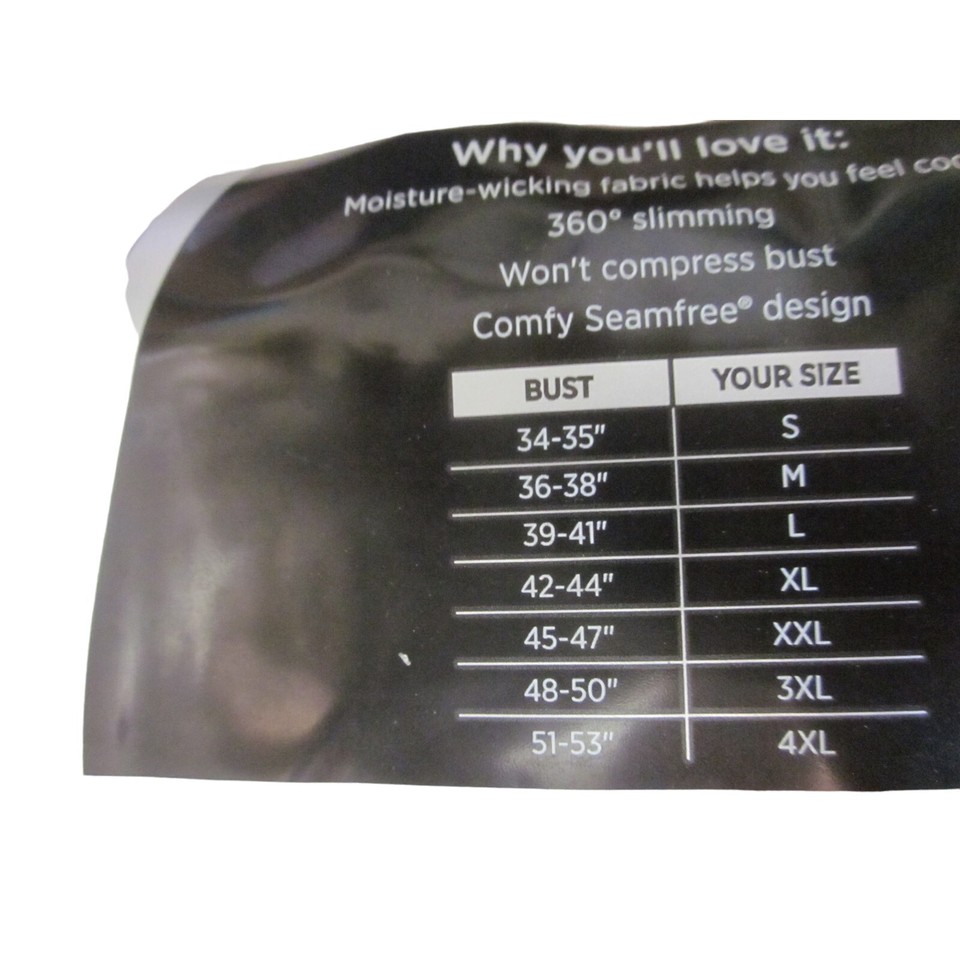 Why you'll love it:
Moisture-wicking fabric helps you feel
360° slimming
Won't compress bust
Comfy Seamfree® design
BUST YOUR SIZE
34-35" S
36-38" M
39-41" L
42-44" XL
45-47" XXL
48-50" 3XL
51-53" 4XL